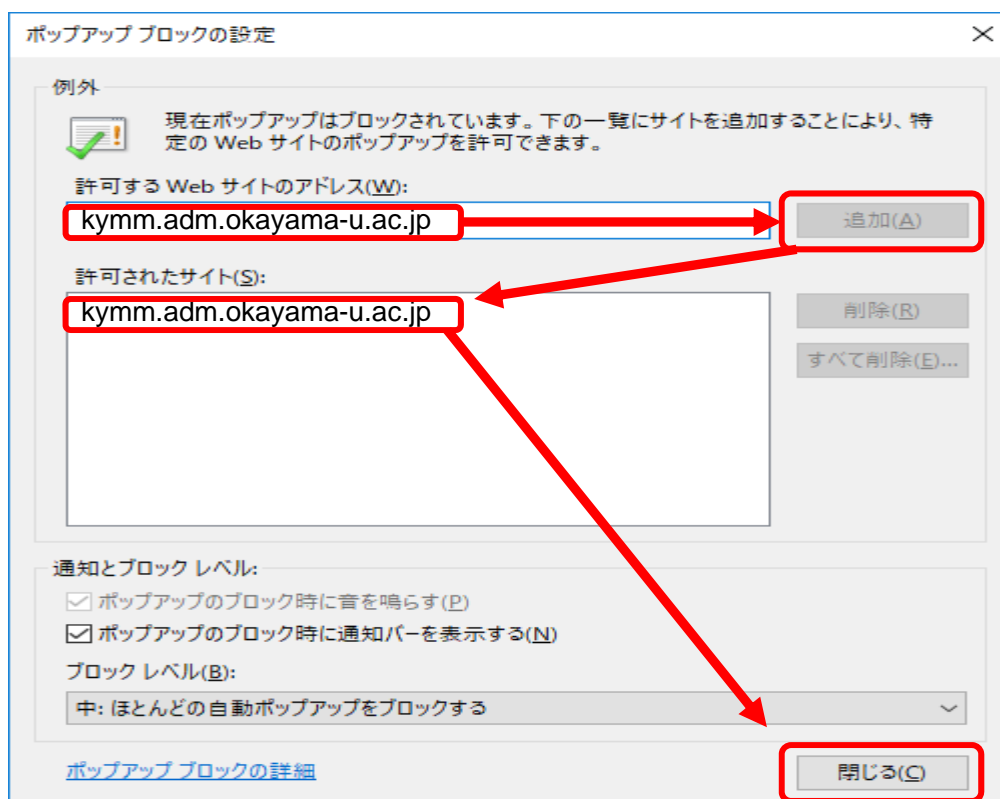 ポップアップ ブロックの設定
例外
現在ポップアップはブロックされています。下の一覧にサイトを追加することにより、特
定の Web サイトのポップアップを許可できます。
許可する Web サイトのアドレス(W):
kymm.adm.okayama-u.ac.jp
追加(A)
許可されたサイト(S):
kymm.adm.okayama-u.ac.jp
削除(R)
すべて削除(E)...
通知とブロック レベル:
ポップアップのブロック時に音を鳴らす(P)
ポップアップのブロック時に通知バーを表示する(N)
ブロック レベル(B):
中: ほとんどの自動ポップアップをブロックする
ポップアップ ブロックの詳細
閉じる(C)